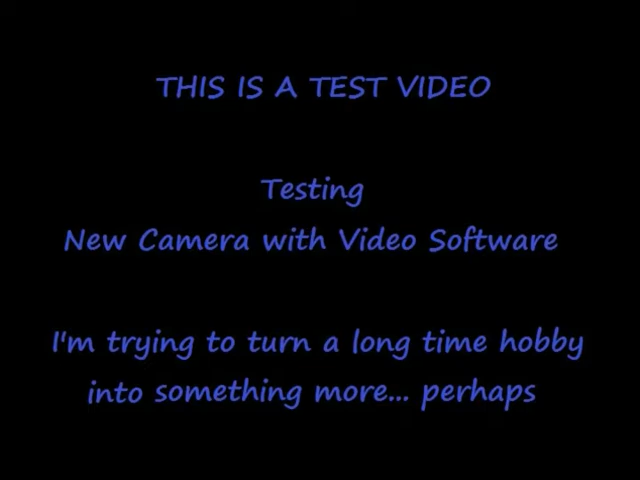 THIS IS A TEST VIDEO
Testing
New Camera with Video Software
I'm trying to turn a long time hobby
into something more... perhaps